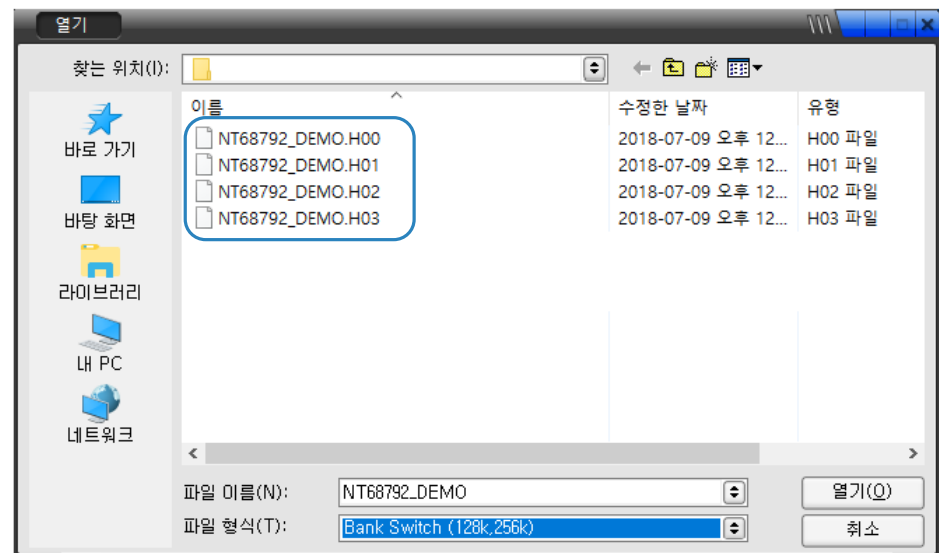 열기
찾는 위치(I):
이름 수정한 날짜 유형
NT68792_DEMO.H00 2018-07-09 오후 12... H00 파일
NT68792_DEMO.H01 2018-07-09 오후 12... H01 파일
NT68792_DEMO.H02 2018-07-09 오후 12... H02 파일
NT68792_DEMO.H03 2018-07-09 오후 12... H03 파일
바로 가기
바탕 화면
라이브러리
내 PC
네트워크
파일 이름(N): NT68792_DEMO 열기(O)
파일 형식(T): Bank Switch (128k,256k) 취소